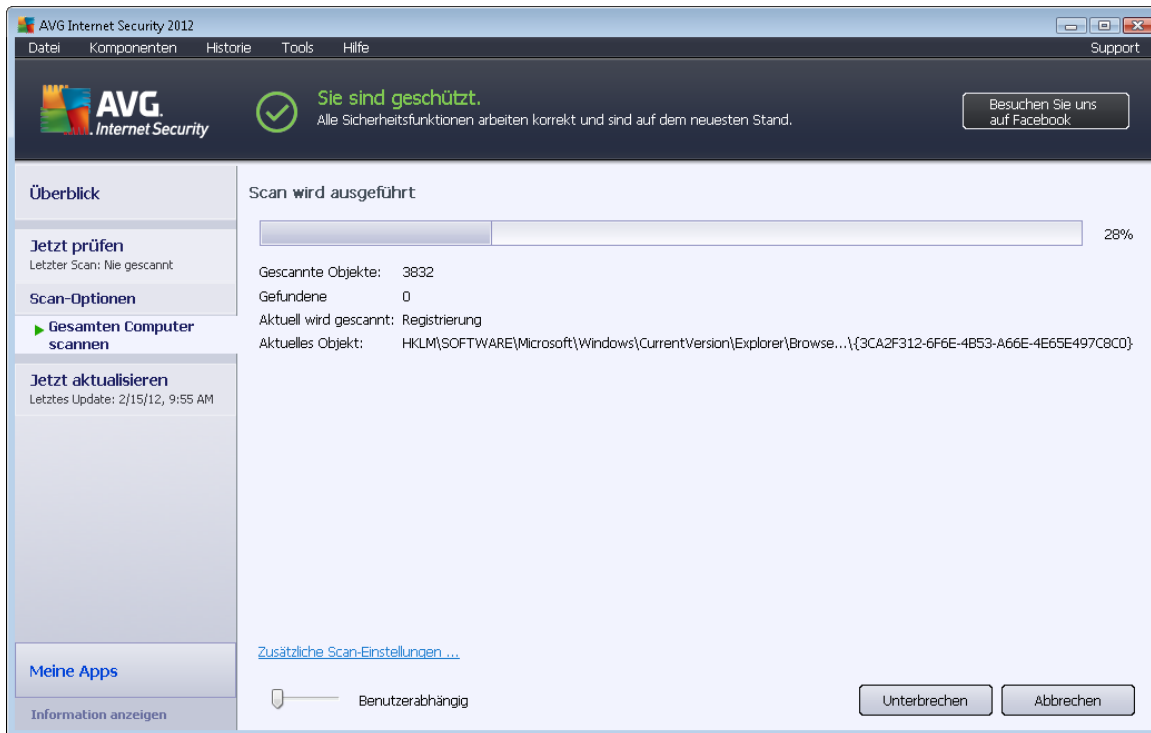 AVG Internet Security 2012
Datei Komponenten Historie Tools Hilfe Support
AVG.
Internet Security
Sie sind geschützt.
Alle Sicherheitsfunktionen arbeiten korrekt und sind auf dem neuesten Stand.
Besuchen Sie uns
auf Facebook
Überblick
Jetzt prüfen
Letzter Scan: Nie gescannt
Scan-Optionen
Gesamten Computer
scannen
Jetzt aktualisieren
Letztes Update: 2/15/12, 9:55 AM
Meine Apps
Information anzeigen
Scan wird ausgeführt
28%
Gescannte Objekte: 3832
Gefundene 0
Aktuell wird gescannt: Registrierung
Aktuelles Objekt: HKLM\SOFTWARE\Microsoft\Windows\CurrentVersion\Explorer\Browse...\{3CA2F312-6F6E-4B53-A66E-4E65E497C8C0}
Zusätzliche Scan-Einstellungen ...
Benutzerabhängig
Unterbrechen
Abbrechen